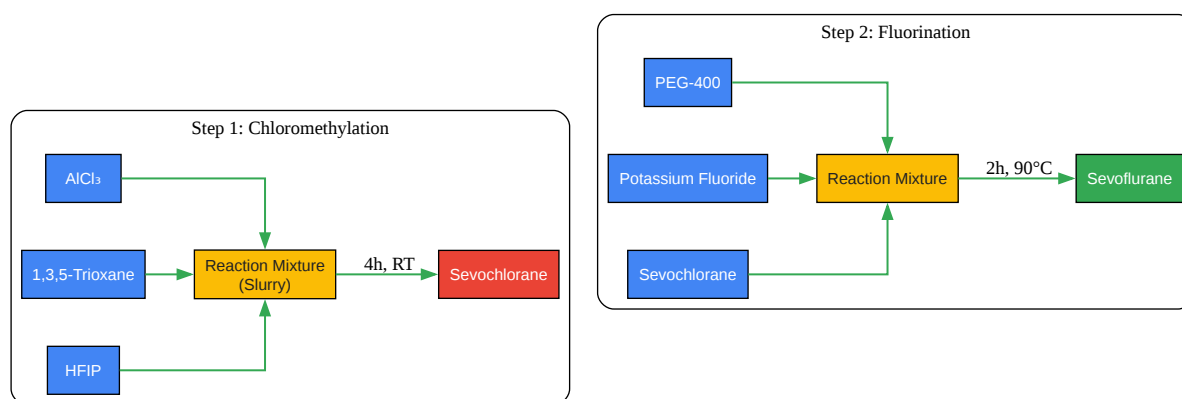 Step 1: Chloromethylation
AlCl₃
1,3,5-Trioxane
HFIP
Reaction Mixture
(Slurry)
4h, RT
Sevochlorane
Step 2: Fluorination
PEG-400
Potassium Fluoride
Sevochlorane
Reaction Mixture
2h, 90°C
Sevoflurane